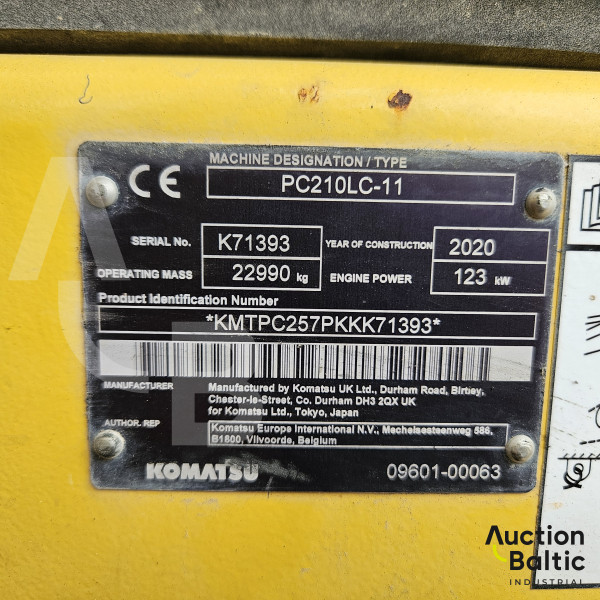 MACHINE DESIGNATION / TYPE
CE PC210LC-11
SERIAL No. K71393 YEAR OF CONSTRUCTION 2020
OPERATING MASS 22990 kg ENGINE POWER 123 kW
Product Identification Number
*KMTPC257PKKK71393*
MANUFACTURER Manufactured by Komatsu UK Ltd., Durham Road, Birtley,
Chester-le-Street, Co. Durham DH3 2QX UK
for Komatsu Ltd., Tokyo, Japan
AUTHOR. REP Komatsu Europe International N.V., Mechelsesteenweg 586,
B1800, Vilvoorde, Belgium
KOMATSU 09601-00063
Auction
Baltic
INDUSTRIAL